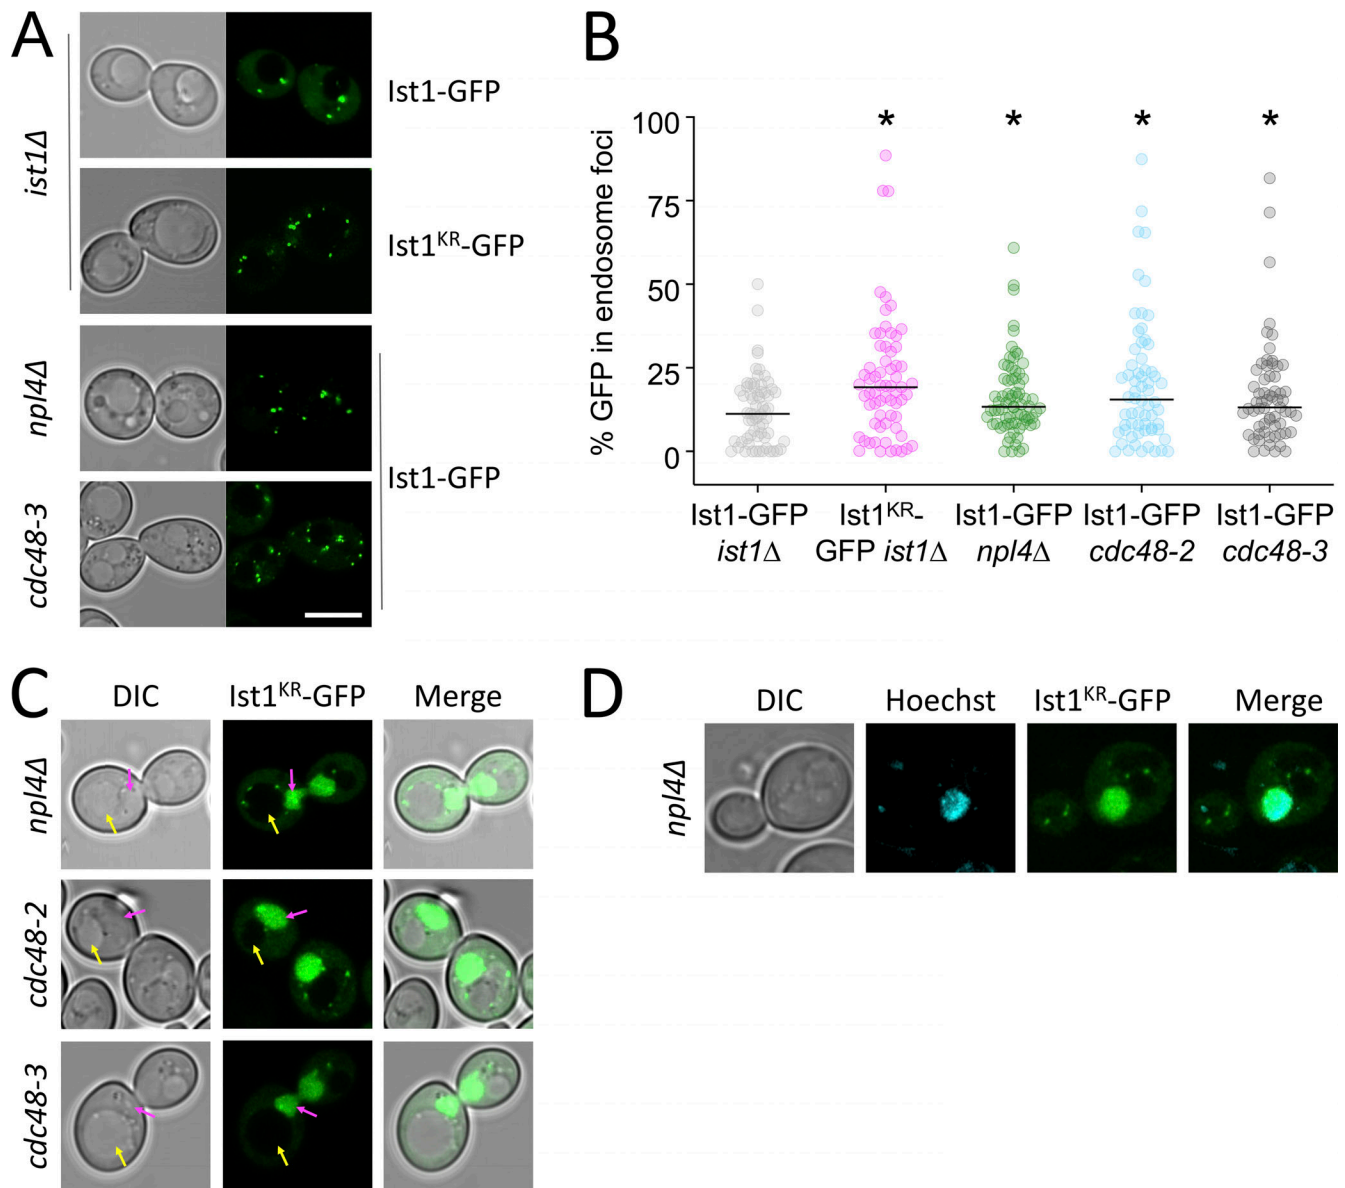 A
ist1Δ
Ist1-GFP
Ist1ᴷᴿ-GFP
npl4Δ
cdc48-3
Ist1-GFP
B
% GFP in endosome foci
100
75
50
25
0
* * * *
Ist1-GFP ist1Δ
Ist1ᴷᴿ-GFP ist1Δ
Ist1-GFP npl4Δ
Ist1-GFP cdc48-2
Ist1-GFP cdc48-3
C
DIC Ist1ᴷᴿ-GFP Merge
npl4Δ
cdc48-2
cdc48-3
D
DIC Hoechst Ist1ᴷᴿ-GFP Merge
npl4Δ